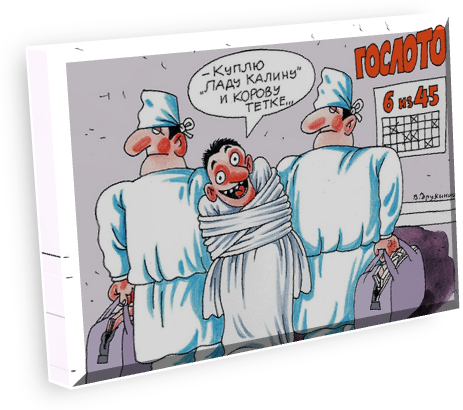 ГОСЛОТО
6 из 45
- КУПЛЮ
"ЛАДУ КАЛИНУ"
И КОРОВУ
ТЕТКЕ...